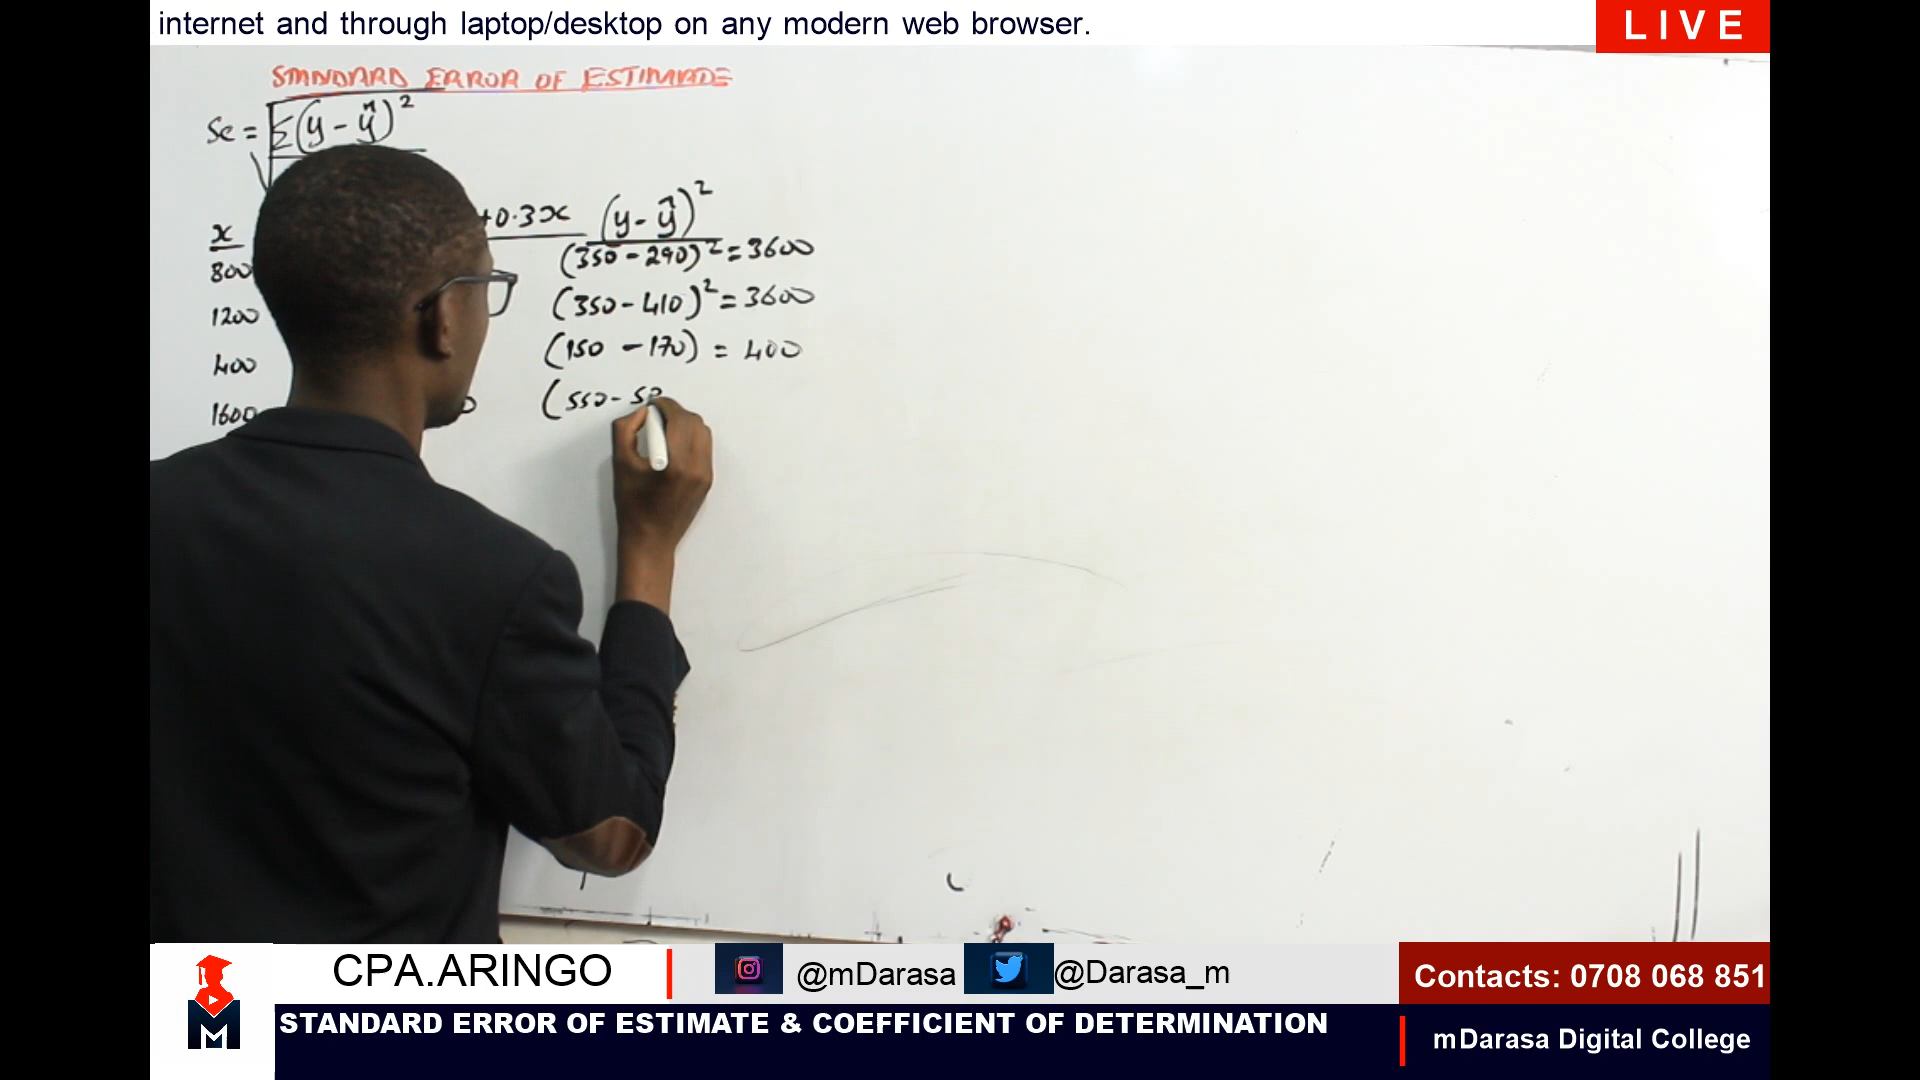 internet and through laptop/desktop on any modern web browser.
LIVE
STANDARD ERROR OF ESTIMATE
Se = √Σ(y - ŷ)²
x +0.3x (y - ŷ)²
800 (350 - 290)² = 3600
1200 (350 - 410)² = 3600
400 (150 - 170) = 400
1600 0 (550 - 5
CPA.ARINGO @mDarasa @Darasa_m Contacts: 0708 068 851
M STANDARD ERROR OF ESTIMATE & COEFFICIENT OF DETERMINATION
mDarasa Digital College